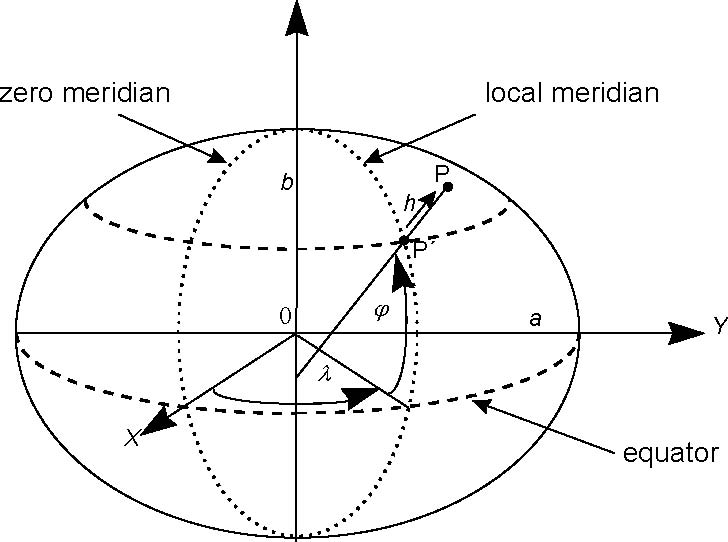 zero meridian
local meridian
P
b
h
P´
0
φ
a
Y
λ
X
equator